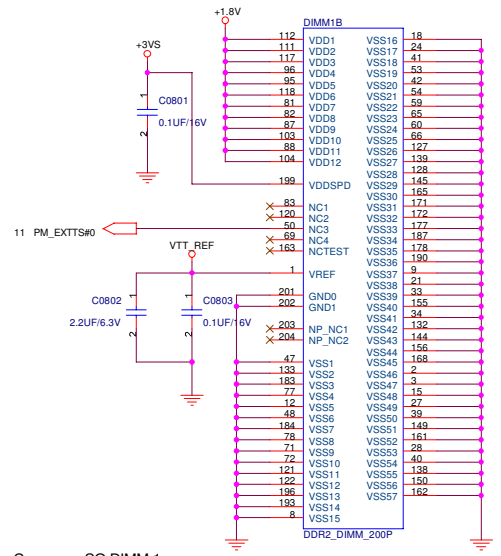 +1.8V
DIMM1B
+3VS
112 VDD1 VSS16 18
111 VDD2 VSS17 24
117 VDD3 VSS18 41
96 VDD4 VSS19 53
95 VDD5 VSS20 42
118 VDD6 VSS21 54
81 VDD7 VSS22 59
82 VDD8 VSS23 65
87 VDD9 VSS24 60
103 VDD10 VSS25 66
88 VDD11 VSS26 127
104 VDD12 VSS27 139
VSS28 128
199 VDDSPD VSS29 145
VSS30 165
83 NC1 VSS31 171
120 NC2 VSS32 172
50 NC3 VSS33 177
69 NC4 VSS34 187
163 NCTEST VSS35 178
VSS36 190
1 VREF VSS37 9
VSS38 21
201 GND0 VSS39 33
202 GND1 VSS40 155
VSS41 34
203 NP_NC1 VSS42 132
204 NP_NC2 VSS43 144
VSS44 156
47 VSS1 VSS45 168
133 VSS2 VSS46 2
183 VSS3 VSS47 3
77 VSS4 VSS48 15
12 VSS5 VSS49 27
48 VSS6 VSS50 39
184 VSS7 VSS51 149
78 VSS8 VSS52 161
71 VSS9 VSS53 28
72 VSS10 VSS54 40
121 VSS11 VSS55 138
122 VSS12 VSS56 150
196 VSS13 VSS57 162
193 VSS14
8 VSS15
DDR2_DIMM_200P
1
C0801
0.1UF/16V
2
11 PM_EXTTS#0
VTT_REF
1 1
C0802 C0803
2.2UF/6.3V 0.1UF/16V
2 2
SO DIMM 1